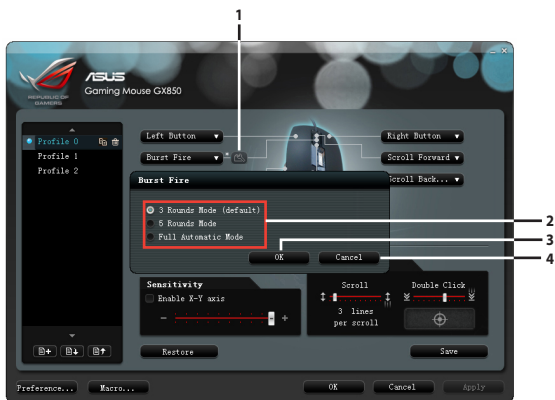 1
REPUBLIC OF
GAMERS
ASUS
Gaming Mouse GX850
Profile 0
Profile 1
Profile 2
Left Button
Burst Fire
Right Button
Scroll Forward
Scroll Back...
Burst Fire
3 Rounds Mode (default)
5 Rounds Mode
Full Automatic Mode
OK
Cancel
2
3
4
Sensitivity
Enable X-Y axis
Scroll
3 lines
per scroll
Double Click
Restore
Save
Preference...
Macro...
OK
Cancel
Apply